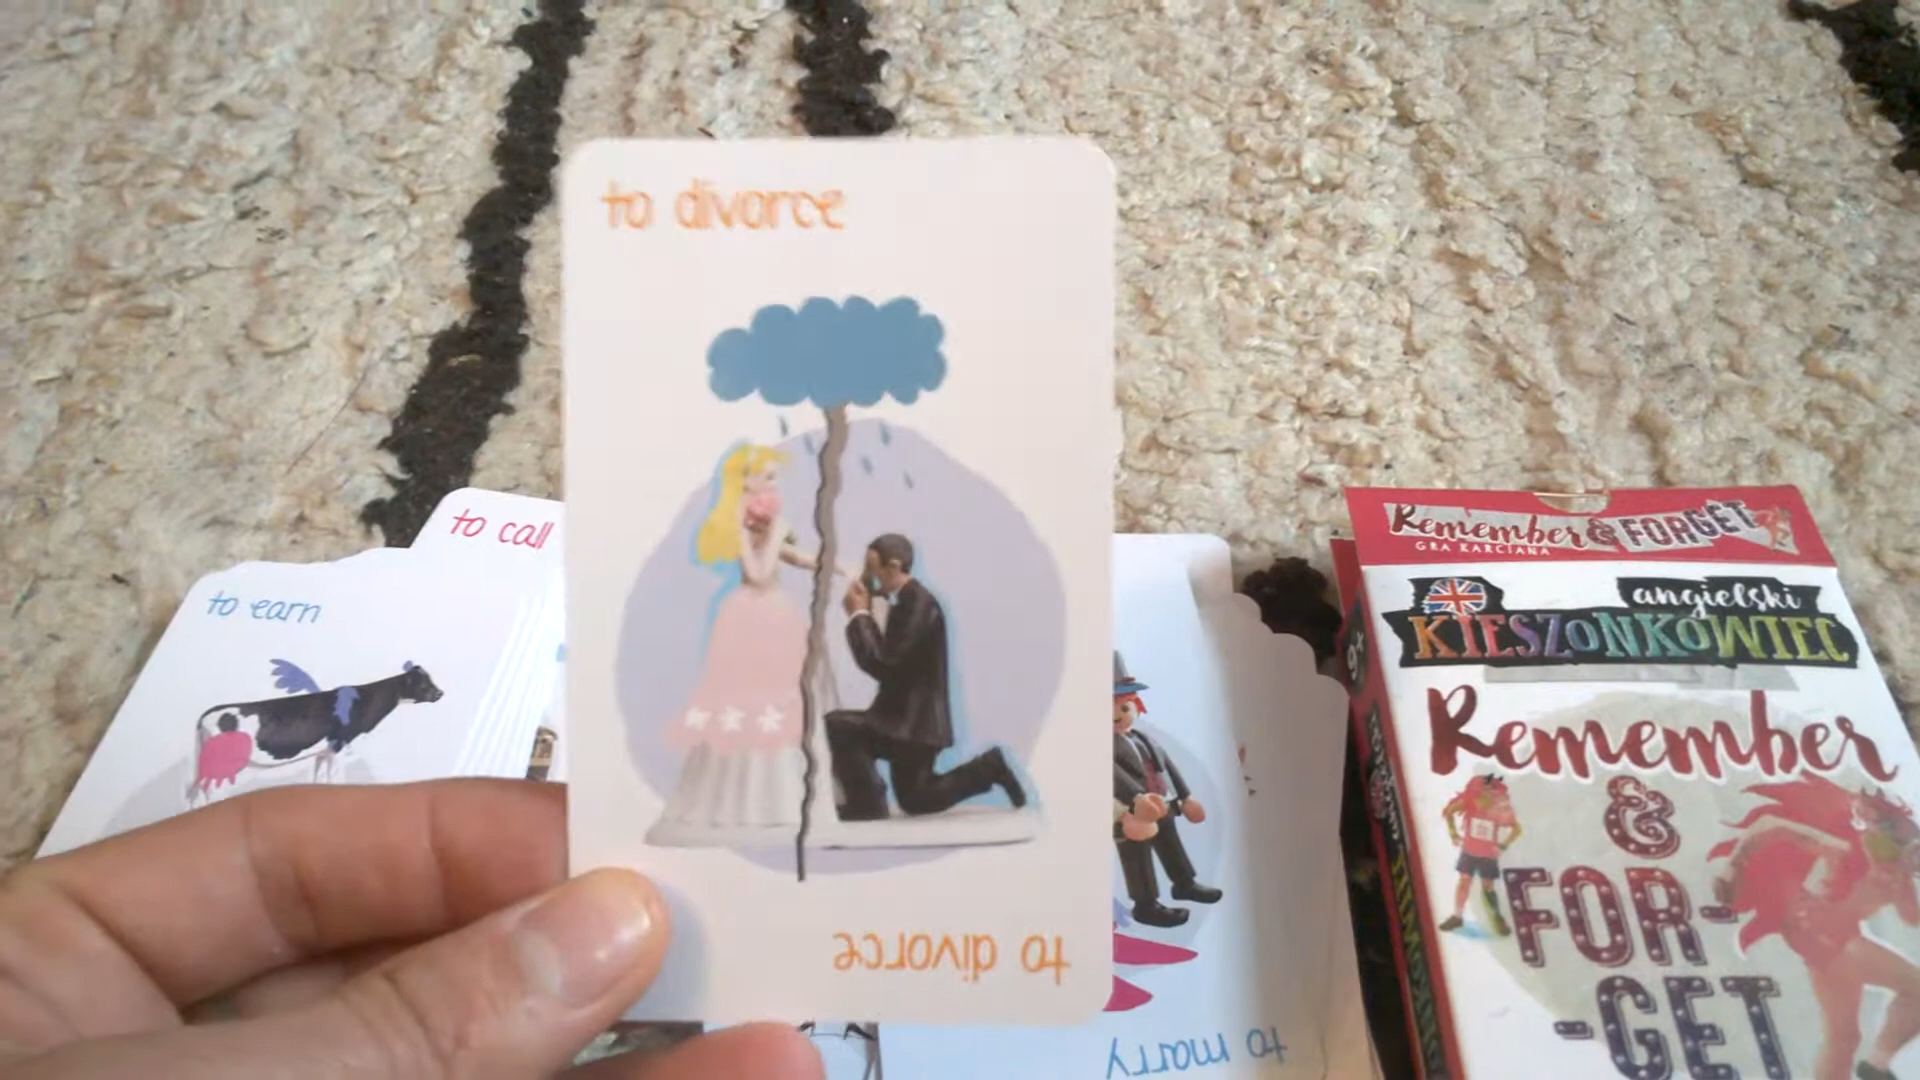 to divorce
to divorce
to call
to earn
to marry
Remember & FORGET
GRA KARCIANA
angielski
KIESZONKOWIEC
9+
Remember
&
FOR-
-GET